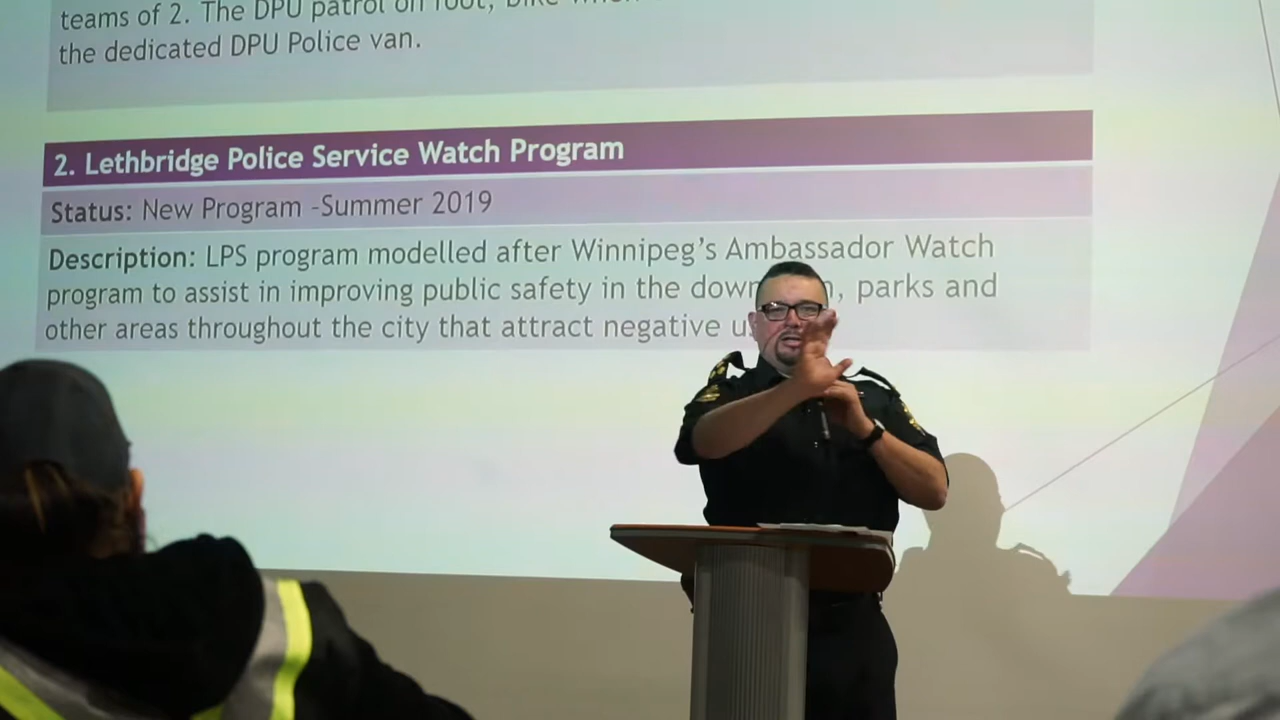 teams of 2. The DPU patrol on foot, bike when
the dedicated DPU Police van.
2. Lethbridge Police Service Watch Program
Status: New Program -Summer 2019
Description: LPS program modelled after Winnipeg's Ambassador Watch
program to assist in improving public safety in the parks and
other areas throughout the city that attract negative